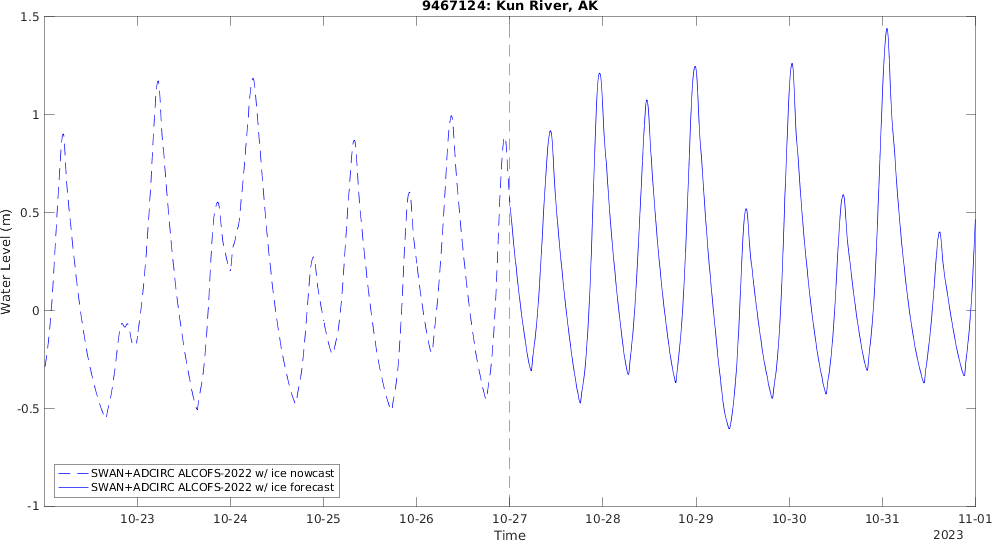 9467124: Kun River, AK
Water Level (m)
1.5
1
0.5
0
-0.5
-1
SWAN+ADCIRC ALCOFS-2022 w/ ice nowcast
SWAN+ADCIRC ALCOFS-2022 w/ ice forecast
10-23 10-24 10-25 10-26 10-27 10-28 10-29 10-30 10-31 11-01
Time
2023